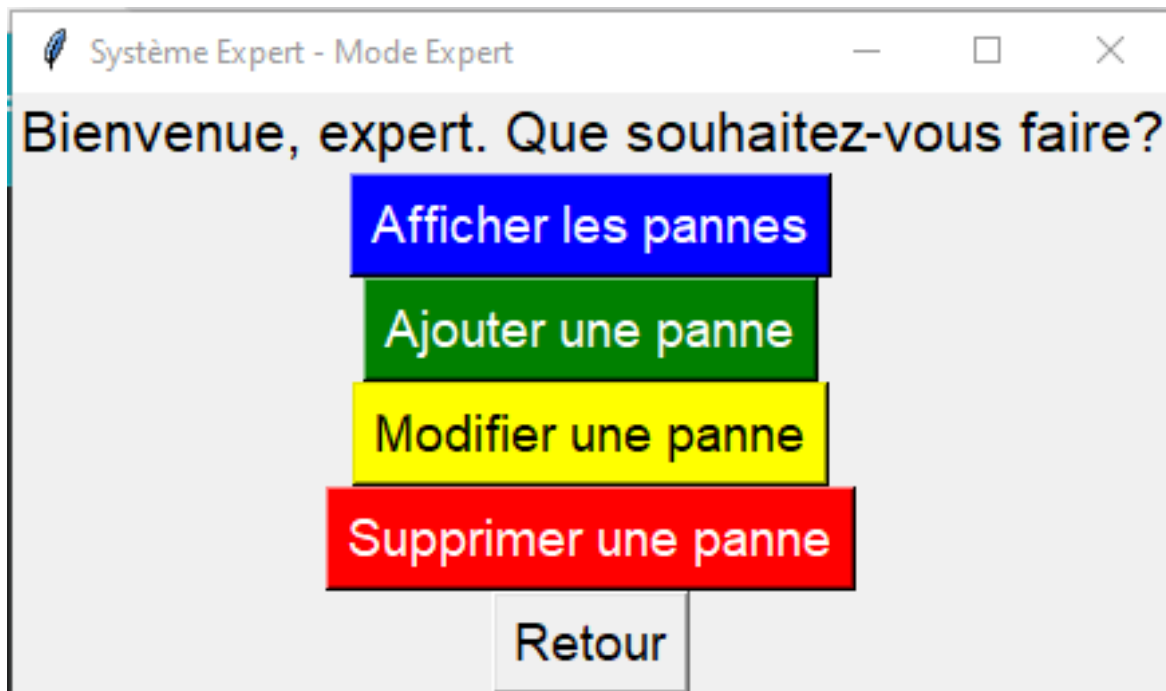 Système Expert - Mode Expert
Bienvenue, expert. Que souhaitez-vous faire?
Afficher les pannes
Ajouter une panne
Modifier une panne
Supprimer une panne
Retour